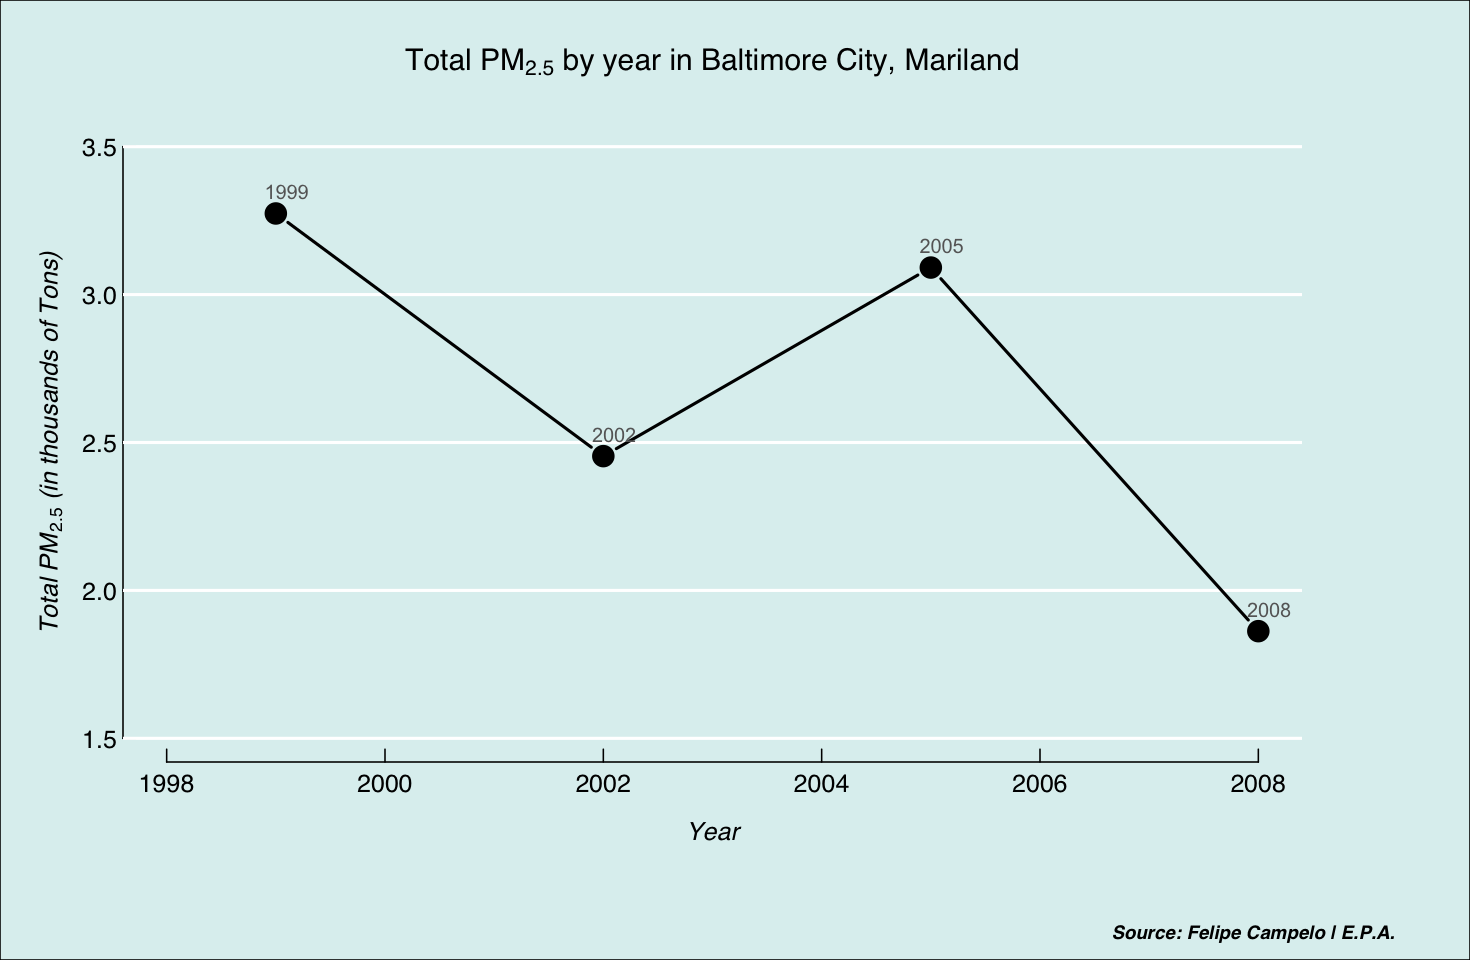 Total PM2.5 by year in Baltimore City, Mariland
Total PM2.5 (in thousands of Tons)
3.5
3.0
2.5
2.0
1.5
1999
2002
2005
2008
1998 2000 2002 2004 2006 2008
Year
Source: Felipe Campelo / E.P.A.